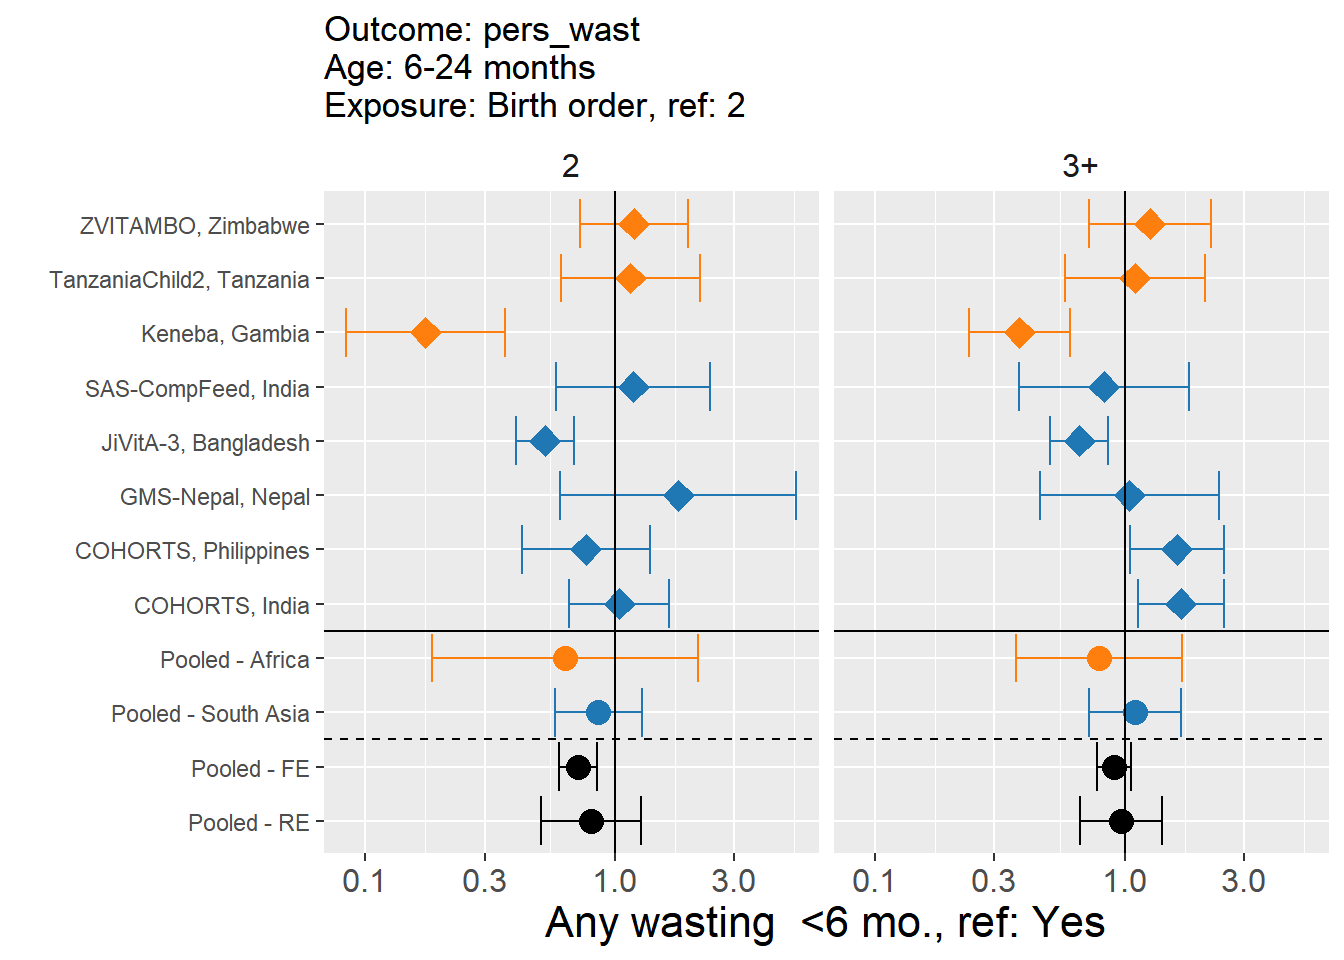 Outcome: pers_wast
Age: 6-24 months
Exposure: Birth order, ref: 2
2
3+
ZVITAMBO, Zimbabwe
TanzaniaChild2, Tanzania
Keneba, Gambia
SAS-CompFeed, India
JiVitA-3, Bangladesh
GMS-Nepal, Nepal
COHORTS, Philippines
COHORTS, India
Pooled - Africa
Pooled - South Asia
Pooled - FE
Pooled - RE
0.1 0.3 1.0 3.0 0.1 0.3 1.0 3.0
Any wasting  <6 mo., ref: Yes